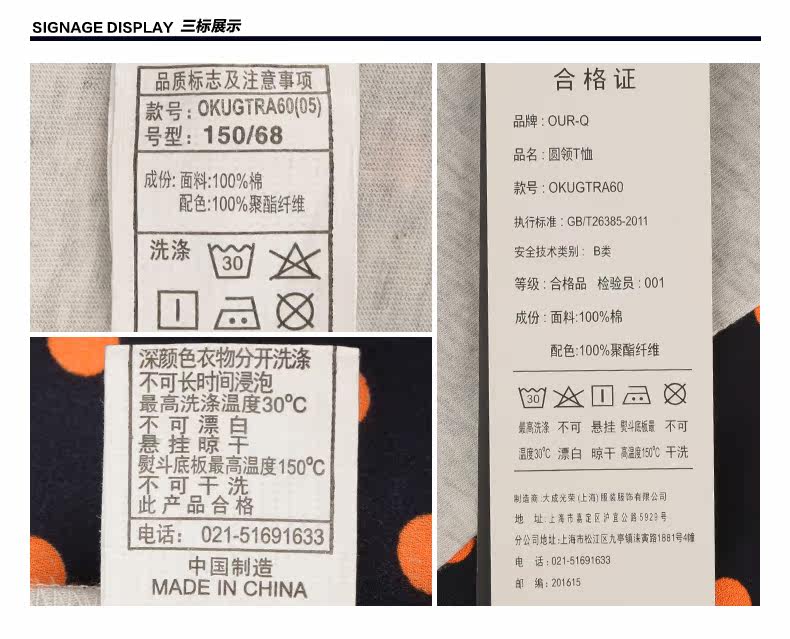 SIGNAGE DISPLAY 三标展示
品质标志及注意事项
款号: OKUGTRA60(05)
号型: 150/68
成份: 面料:100%棉
配色:100%聚酯纤维
洗涤
30
深颜色衣物分开洗涤
不可长时间浸泡
最高洗涤温度30℃
不可漂白
悬挂晾干
熨斗底板最高温度150℃
不可干洗
此产品合格
电话: 021-51691633
中国制造
MADE IN CHINA
合格证
品牌:OUR-Q
品名:圆领T恤
款号:OKUGTRA60
执行标准:GB/T26385-2011
安全技术类别: B类
等级:合格品 检验员:001
成份: 面料:100%棉
配色:100%聚酯纤维
30
最高洗涤 不可 悬挂 熨斗底板最 不可
温度30℃ 漂白 晾干 高温度150℃ 干洗
制造商:大成光荣(上海)服装服饰有限公司
地 址:上海市嘉定区沪宜公路5929号
分公司地址:上海市松江区九亭镇涞寅路1881号4幢
电 话:021-51691633
邮 编:201615